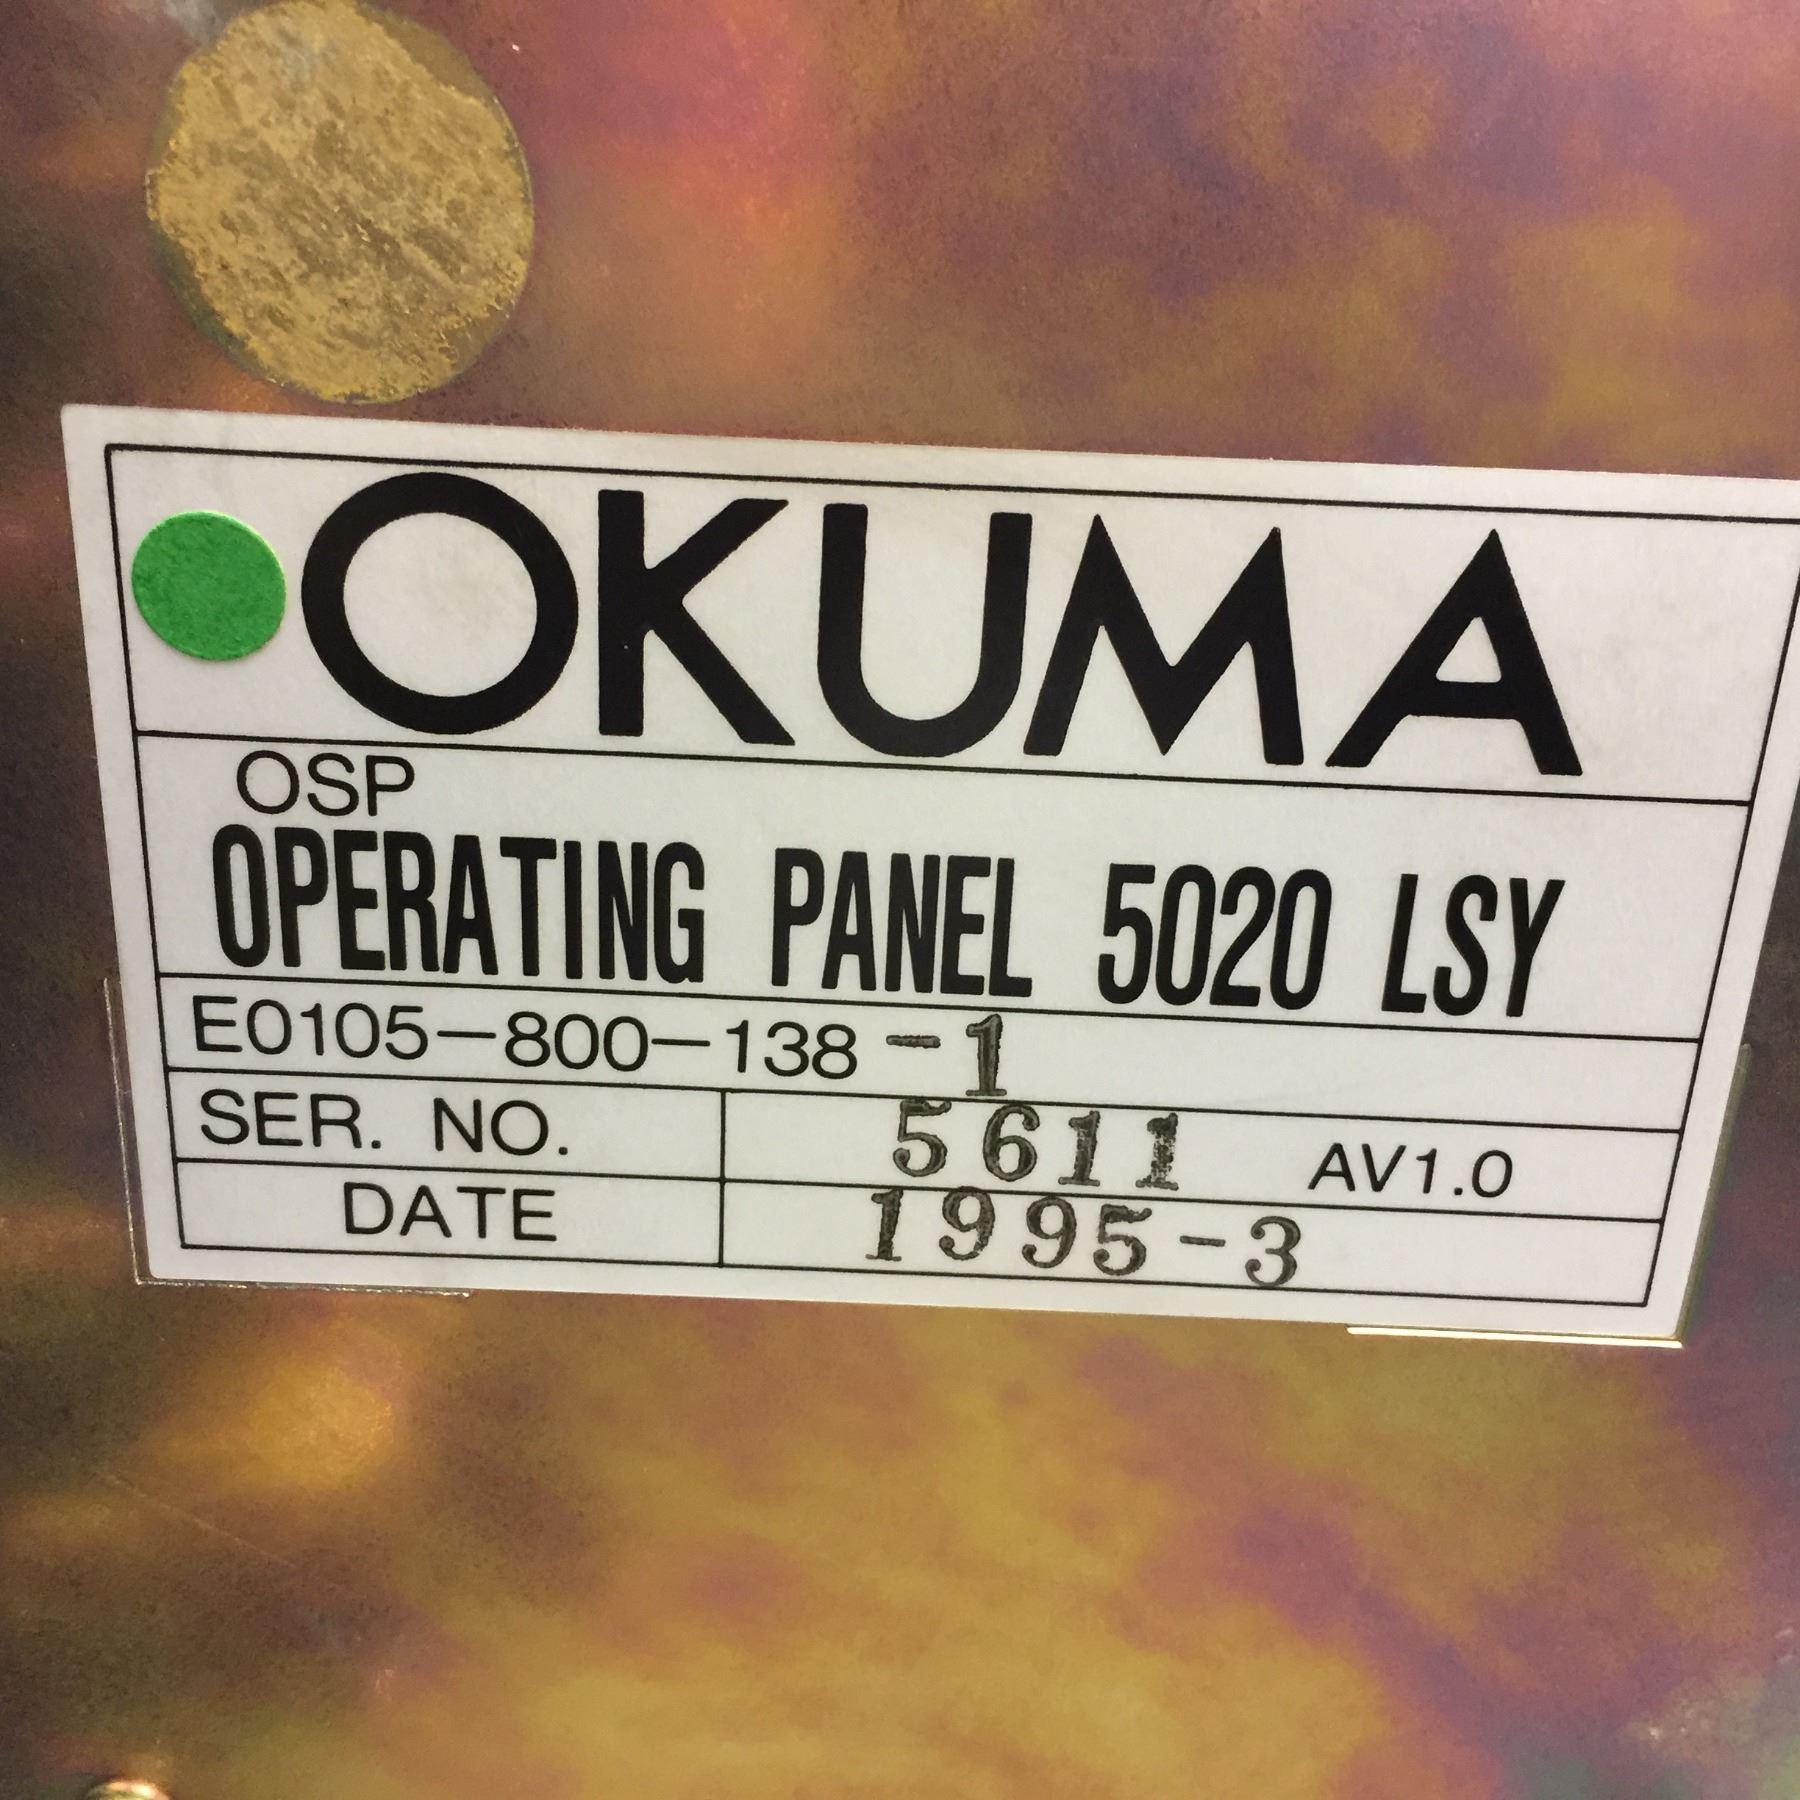 OKUMA
OSP
OPERATING PANEL 5020 LSY
E0105-800-138-1
SER. NO. 5611 AV1.0
DATE 1995-3